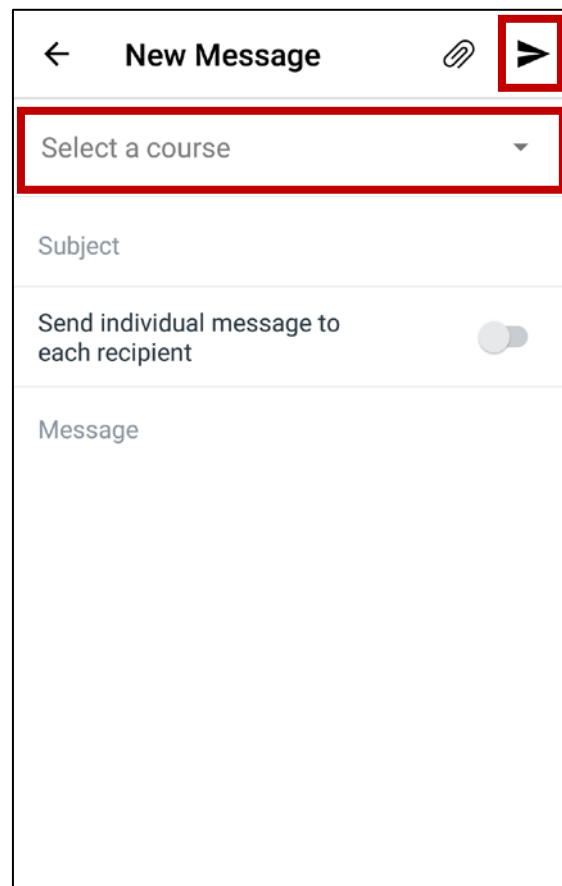 New Message
Select a course
Subject
Send individual message to
each recipient
Message